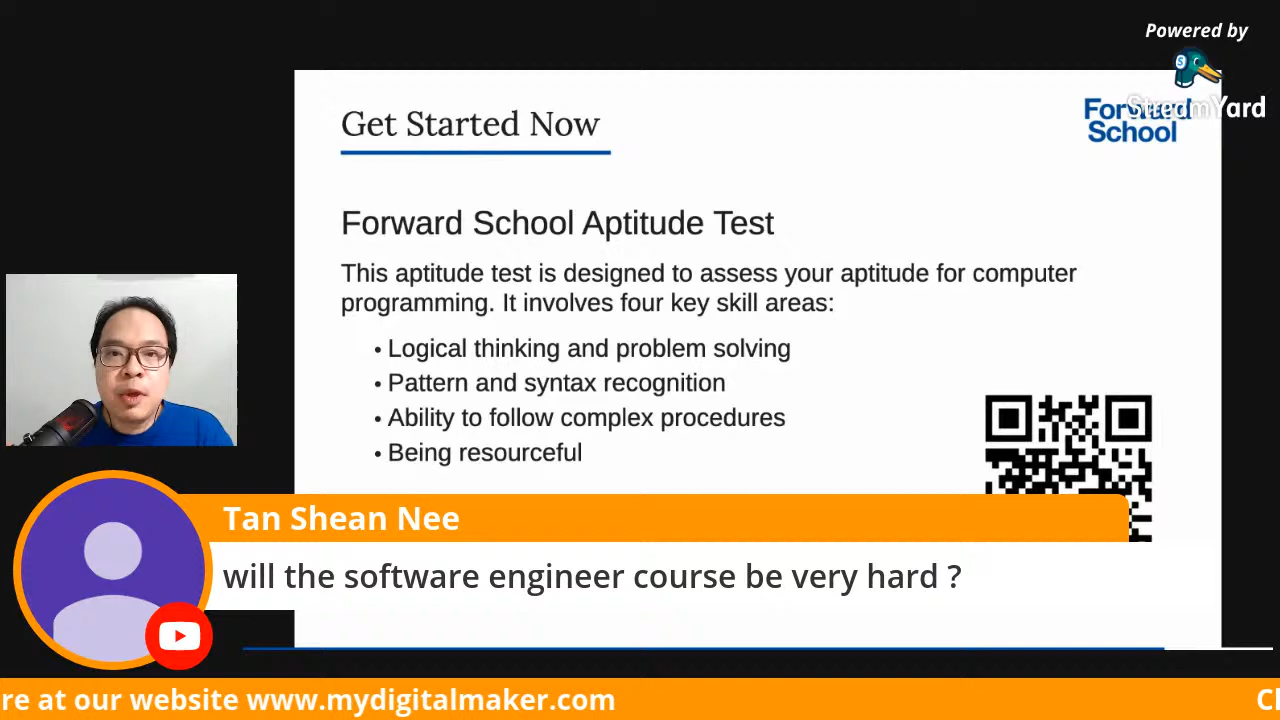 Powered by
StreamYard
Get Started Now
Forward
School
Forward School Aptitude Test
This aptitude test is designed to assess your aptitude for computer
programming. It involves four key skill areas:
• Logical thinking and problem solving
• Pattern and syntax recognition
• Ability to follow complex procedures
• Being resourceful
Tan Shean Nee
will the software engineer course be very hard ?
re at our website www.mydigitalmaker.com